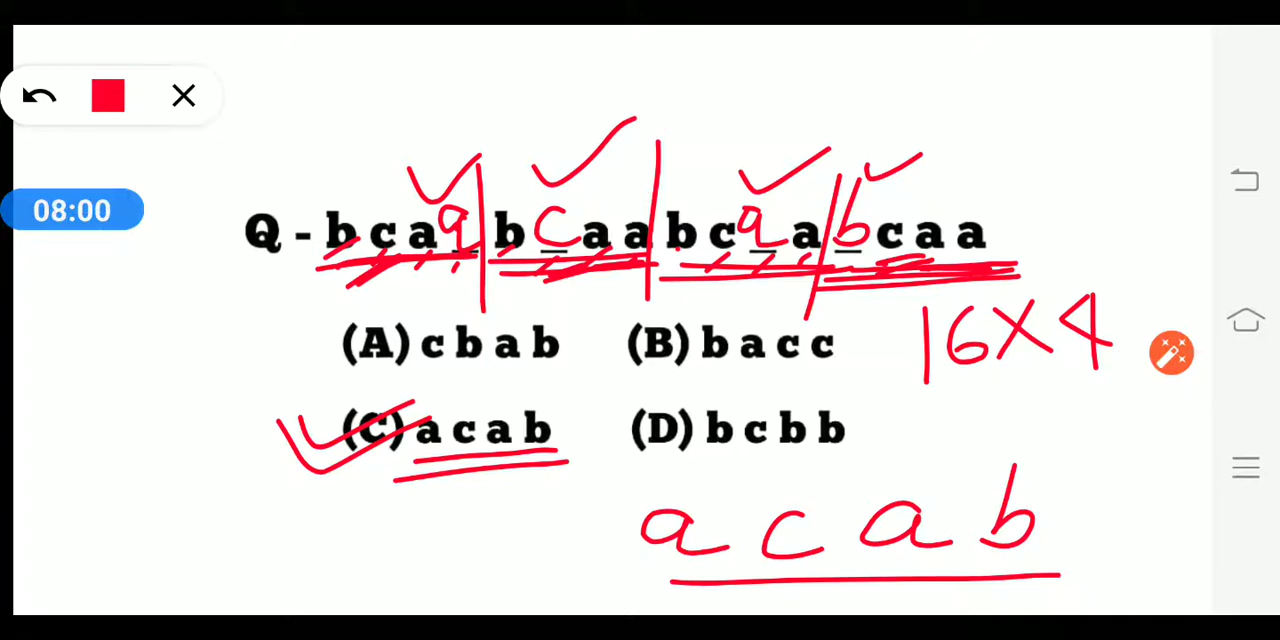 08:00
Q - b c a a b c a a b c a a b c a a
(A) c b a b (B) b a c c
16 X 4
(C) a c a b (D) b c b b
a c a b